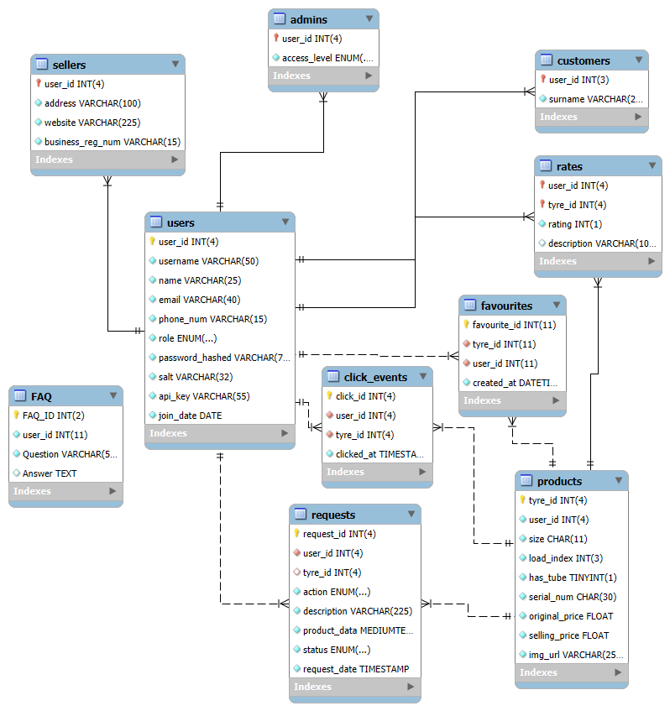 admins
user_id INT(4)
access_level ENUM(...
Indexes
sellers
user_id INT(4)
address VARCHAR(100)
website VARCHAR(225)
business_reg_num VARCHAR(15)
Indexes
customers
user_id INT(3)
surname VARCHAR(2...
Indexes
rates
user_id INT(4)
tyre_id INT(4)
rating INT(1)
description VARCHAR(10...
Indexes
users
user_id INT(4)
username VARCHAR(50)
name VARCHAR(25)
email VARCHAR(40)
phone_num VARCHAR(15)
role ENUM(...)
password_hashed VARCHAR(7...
salt VARCHAR(32)
api_key VARCHAR(55)
join_date DATE
Indexes
favourites
favourite_id INT(11)
tyre_id INT(11)
user_id INT(11)
created_at DATETI...
Indexes
click_events
click_id INT(4)
user_id INT(4)
tyre_id INT(4)
clicked_at TIMESTA...
Indexes
FAQ
FAQ_ID INT(2)
user_id INT(11)
Question VARCHAR(5...
Answer TEXT
Indexes
products
tyre_id INT(4)
user_id INT(4)
size CHAR(11)
load_index INT(3)
has_tube TINYINT(1)
serial_num CHAR(30)
original_price FLOAT
selling_price FLOAT
img_url VARCHAR(25...
Indexes
requests
request_id INT(4)
user_id INT(4)
tyre_id INT(4)
action ENUM(...)
description VARCHAR(225)
product_data MEDIUMTE...
status ENUM(...)
request_date TIMESTAMP
Indexes